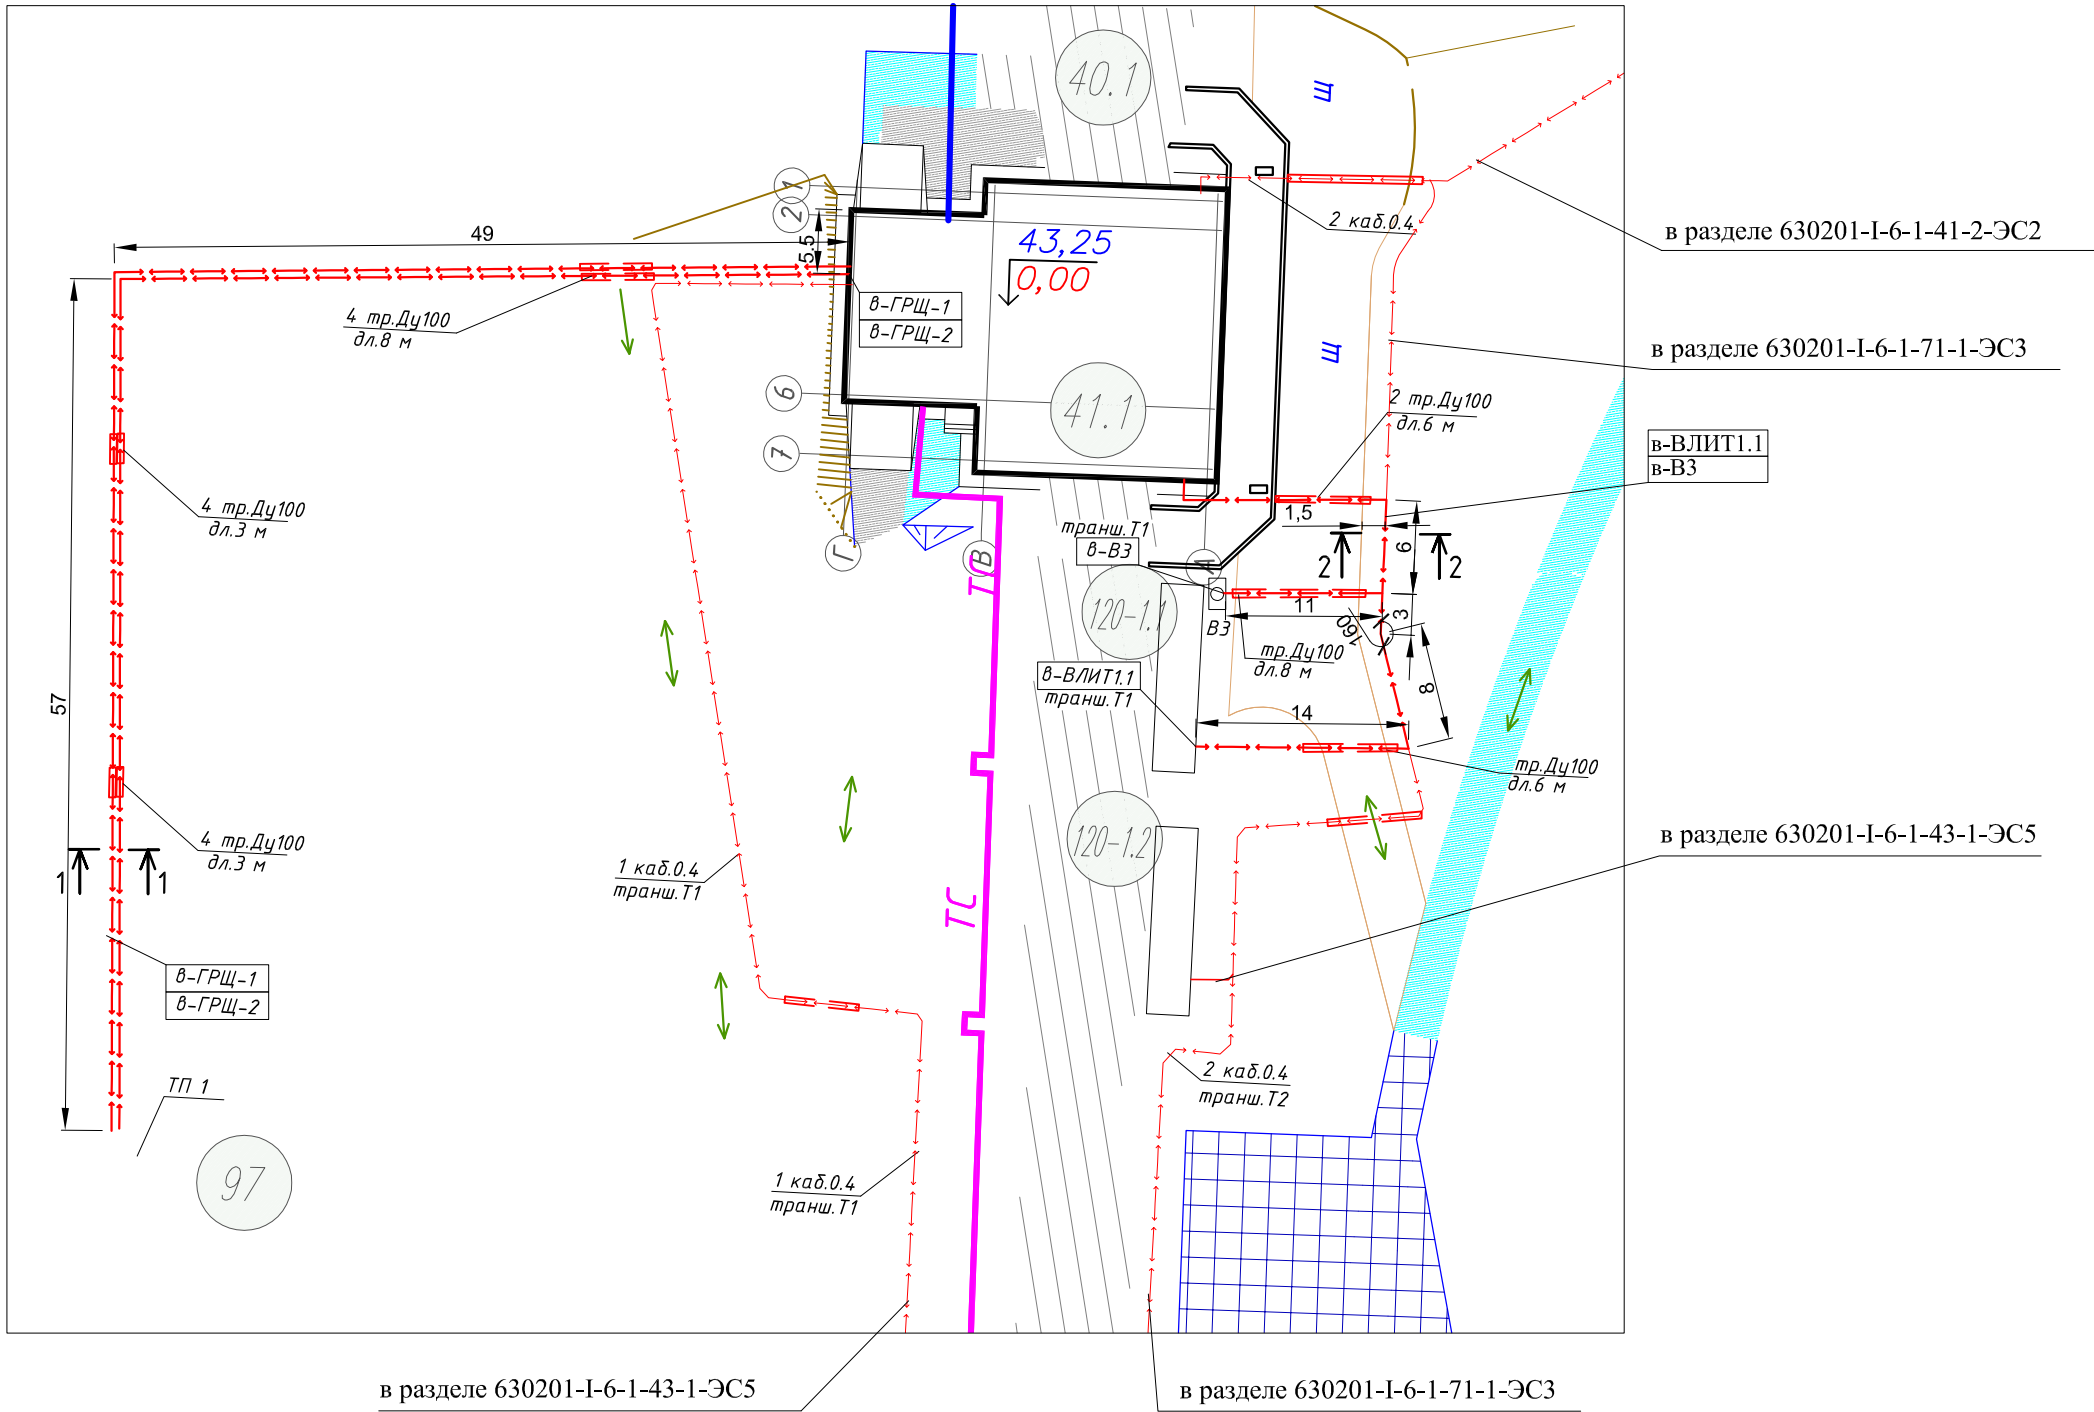 40.1
Щ
1
2
2 каб.0.4
в разделе 630201-I-6-1-41-2-ЭС2
49
5.5
43,25
0,00
в-ГРЩ-1
в-ГРЩ-2
4 тр.Ду100
дл.8 м
Щ
в разделе 630201-I-6-1-71-1-ЭС3
6
41.1
2 тр.Ду100
дл.6 м
в-ВЛИТ1.1
в-В3
7
4 тр.Ду100
дл.3 м
1,5
транш.Т1
в-В3
Г
В
А
2
2
6
ТС
120-1.1
11
3
160
В3
тр.Ду100
дл.8 м
в-ВЛИТ1.1
транш.Т1
8
14
57
тр.Ду100
дл.6 м
4 тр.Ду100
дл.3 м
120-1.2
в разделе 630201-I-6-1-43-1-ЭС5
1
1
1 каб.0.4
транш.Т1
ТС
в-ГРЩ-1
в-ГРЩ-2
ТП 1
2 каб.0.4
транш.Т2
97
1 каб.0.4
транш.Т1
в разделе 630201-I-6-1-43-1-ЭС5
в разделе 630201-I-6-1-71-1-ЭС3